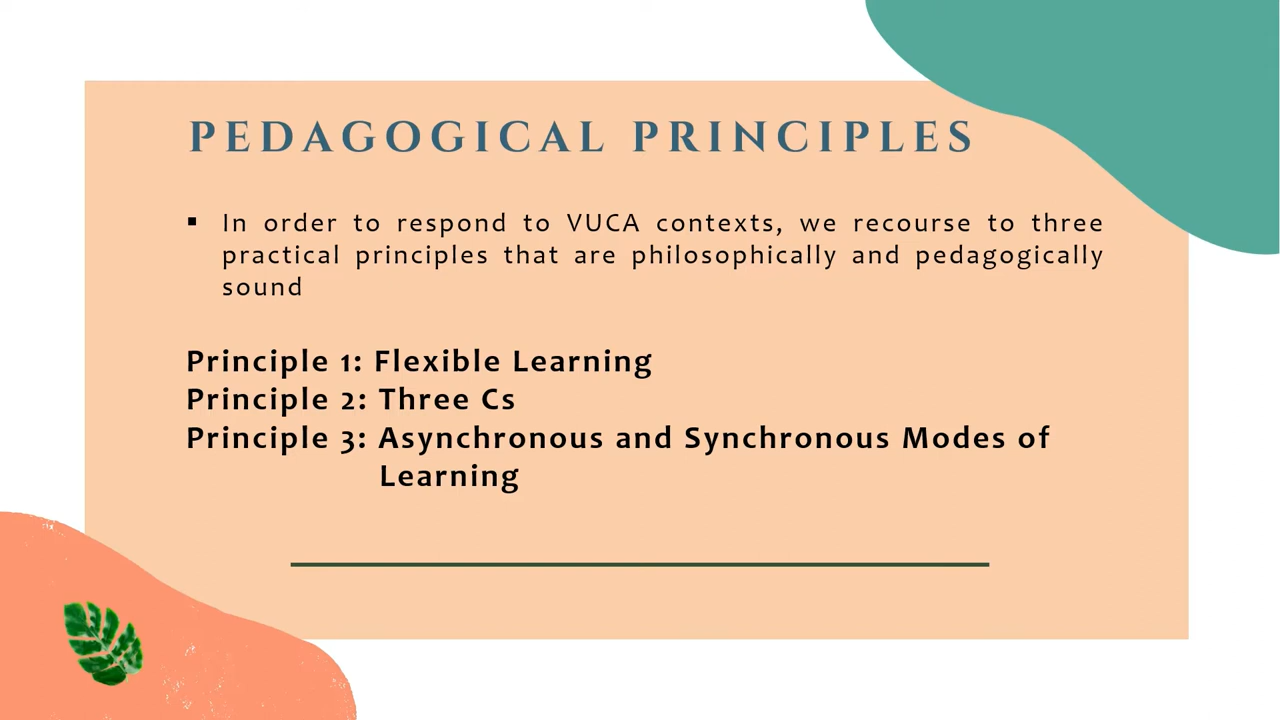 PEDAGOGICAL PRINCIPLES
▪ In order to respond to VUCA contexts, we recourse to three
practical principles that are philosophically and pedagogically
sound
Principle 1: Flexible Learning
Principle 2: Three Cs
Principle 3: Asynchronous and Synchronous Modes of
Learning